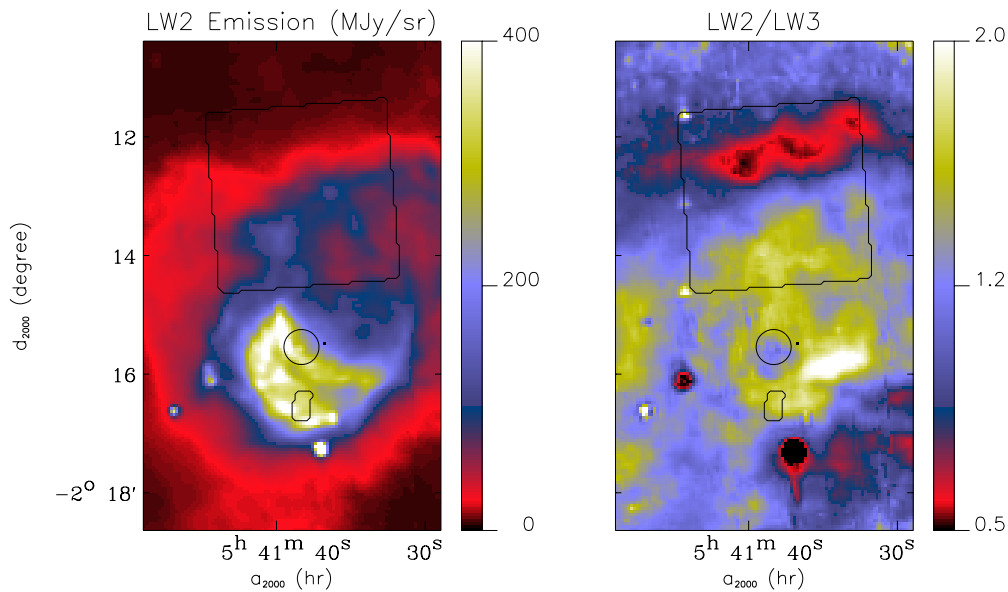 LW2 Emission (MJy/sr)
400
200
0
12
14
16
-2° 18'
d₂₀₀₀ (degree)
5ʰ 41ᵐ 40ˢ
30ˢ
a₂₀₀₀ (hr)
LW2/LW3
2.0
1.2
0.5
5ʰ 41ᵐ 40ˢ
30ˢ
a₂₀₀₀ (hr)